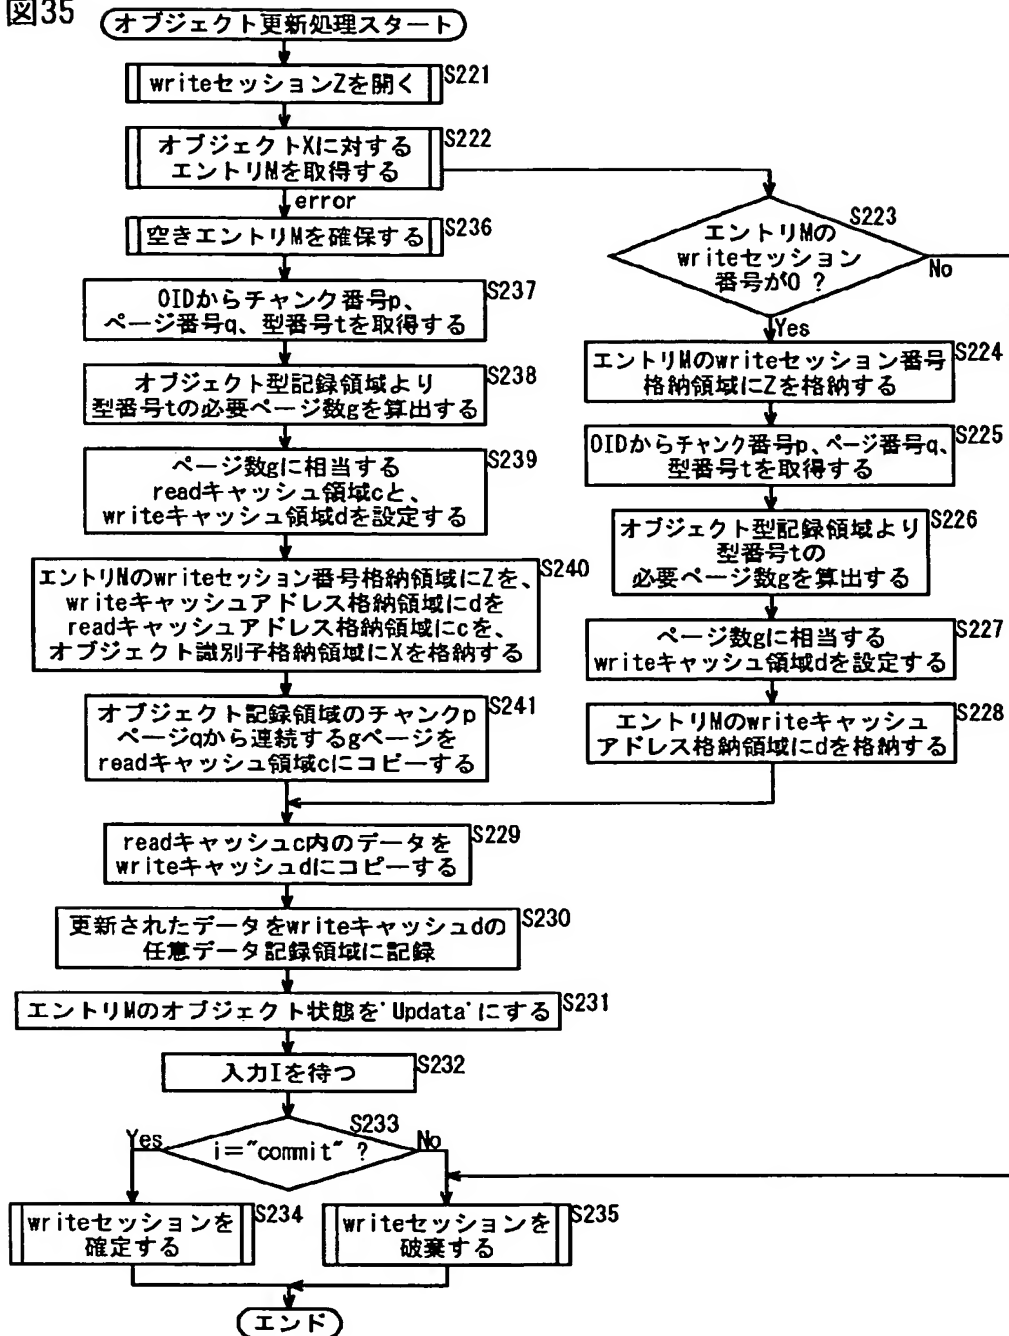 図35
オブジェクト更新処理スタート
writeセッションZを開く
S221
オブジェクトXに対する
エントリMを取得する
S222
error
空きエントリMを確保する
S236
OIDからチャンク番号p、
ページ番号q、型番号tを取得する
S237
オブジェクト型記録領域より
型番号tの必要ページ数gを算出する
S238
ページ数gに相当する
readキャッシュ領域cと、
writeキャッシュ領域dを設定する
S239
エントリNのwriteセッション番号格納領域にZを、
writeキャッシュアドレス格納領域にdを
readキャッシュアドレス格納領域にcを、
オブジェクト識別子格納領域にXを格納する
S240
オブジェクト記録領域のチャンクp
ページqから連続するgページを
readキャッシュ領域cにコピーする
S241
S223
エントリMの
writeセッション
番号が0 ?
No
Yes
エントリMのwriteセッション番号
格納領域にZを格納する
S224
OIDからチャンク番号p、ページ番号q、
型番号tを取得する
S225
オブジェクト型記録領域より
型番号tの
必要ページ数gを算出する
S226
ページ数gに相当する
writeキャッシュ領域dを設定する
S227
エントリMのwriteキャッシュ
アドレス格納領域にdを格納する
S228
readキャッシュc内のデータを
writeキャッシュdにコピーする
S229
更新されたデータをwriteキャッシュdの
任意データ記録領域に記録
S230
エントリMのオブジェクト状態を'Updata'にする
S231
入力Iを待つ
S232
S233
Yes
i="commit" ?
No
writeセッションを
確定する
S234
writeセッションを
破棄する
S235
エンド